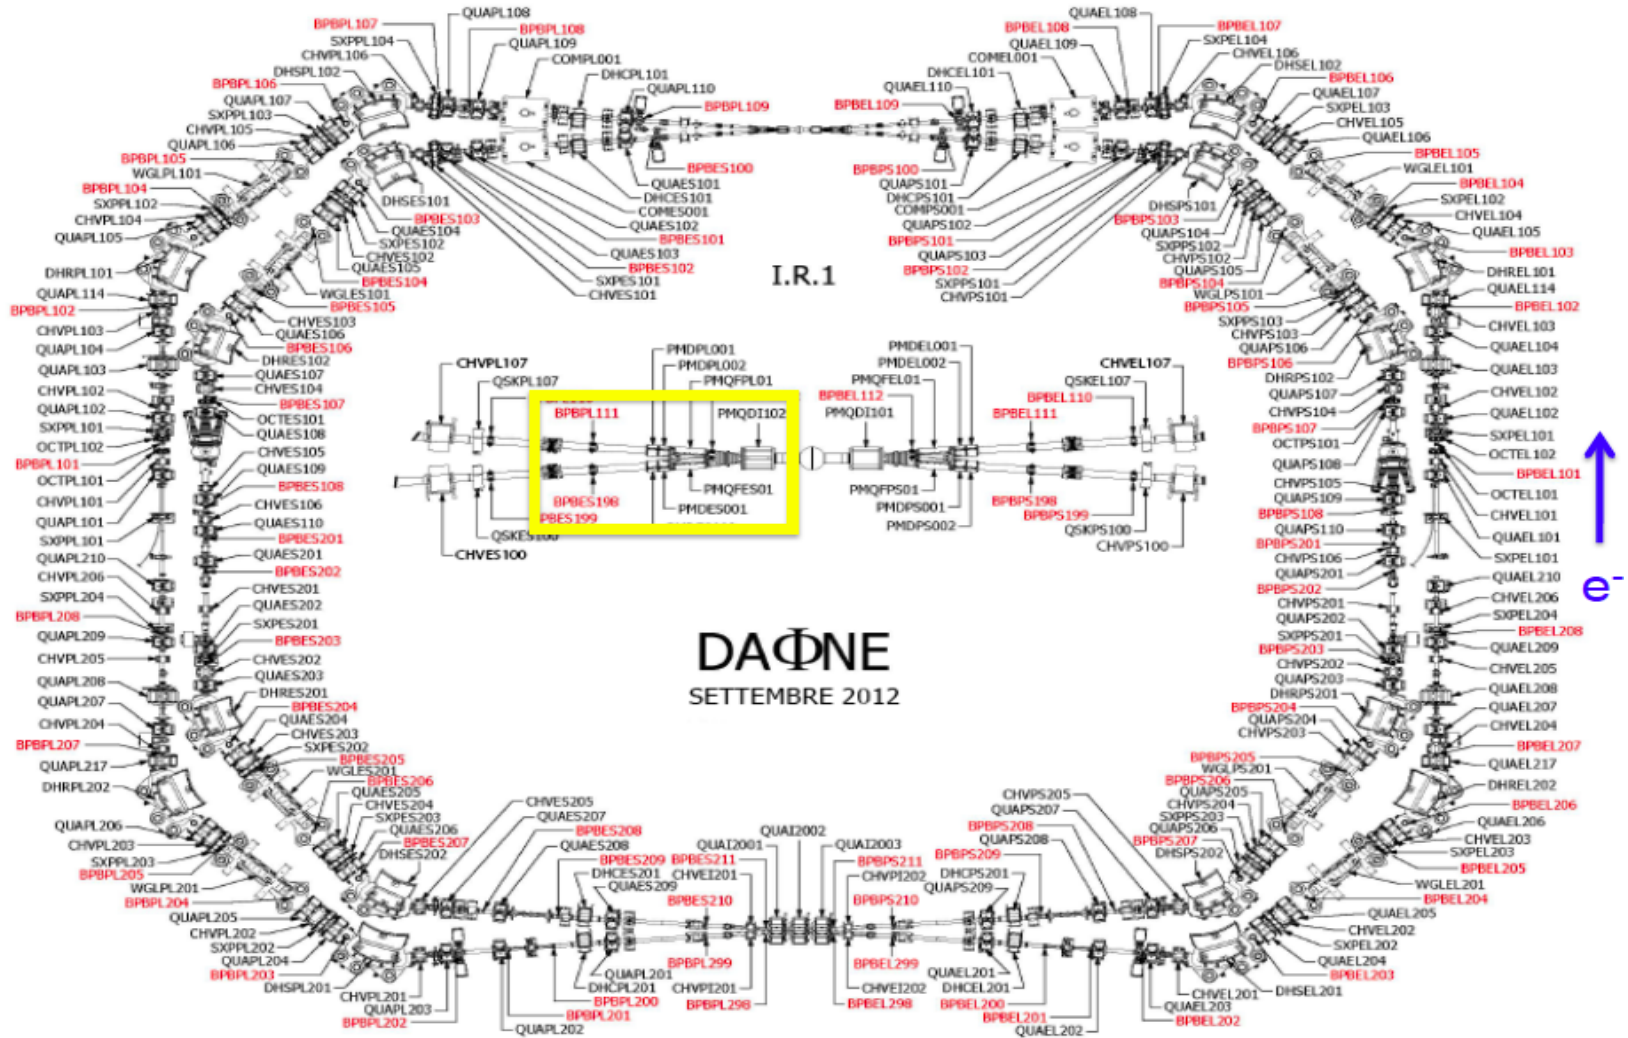 QUAPL108
BPBPL107
BPBPL108
SXPPL104
QUAPL109
CHVPL106
COMPL001
DHSPL102
DHCPL101
BPBPL106
QUAPL110
QUAPL107
BPBPL109
SXPPL103
CHVPL105
QUAPL106
BPBPL105
WGLPL101
BPBPL104
SXPPL102
CHVPL104
QUAPL105
DHRPL101
QUAPL114
BPBPL102
CHVPL103
QUAPL104
QUAPL103
CHVPL102
QUAPL102
SXPPL101
OCTPL102
BPBPL101
OCTPL101
CHVPL101
QUAPL101
SXPPL101
QUAPL210
CHVPL206
SXPPL204
BPBPL208
QUAPL209
CHVPL205
QUAPL208
QUAPL207
CHVPL204
BPBPL207
QUAPL217
DHRPL202
QUAPL206
CHVPL203
SXPPL203
BPBPL205
WGLPL201
BPBPL204
QUAPL205
CHVPL202
SXPPL202
QUAPL204
BPBPL203
DHSPL201
CHVPL201
QUAPL203
BPBPL202
QUAPL202
BPBPL201
BPBPL200
DHCPL201
QUAPL201
BPBPL299
CHVPI201
BPBPL298
BPBES100
QUAES101
DHCES101
COMES001
QUAES102
BPBES101
QUAES103
BPBES102
SXPES101
CHVES101
DHSES101
BPBES103
QUAES104
SXPES102
CHVES102
QUAES105
BPBES104
WGLES101
BPBES105
CHVES103
QUAES106
BPBES106
DHRES102
QUAES107
CHVES104
BPBES107
OCTES101
QUAES108
CHVES105
QUAES109
BPBES108
CHVES106
QUAES110
BPBES201
QUAES201
BPBES202
CHVES201
QUAES202
SXPES201
BPBES203
CHVES202
QUAES203
DHRES201
BPBES204
QUAES204
CHVES203
SXPES202
BPBES205
WGLES201
BPBES206
QUAES205
CHVES204
SXPES203
QUAES206
BPBES207
DHSES202
CHVES205
QUAES207
BPBES208
QUAES208
BPBES209
DHCES201
QUAES209
BPBES211
CHVEI201
BPBES210
QUAI2001
QUAI2002
QUAI2003
I.R.1
CHVPL107
QSKPL107
BPBPL111
PMDPL001
PMDPL002
PMQFPL01
PMQDI102
BPBES198
BPBES199
QSKES100
CHVES100
PMQFES01
PMDES001
PMDEL001
PMDEL002
PMQFEL01
PMQDI101
BPBEL112
BPBEL111
BPBEL110
QSKEL107
CHVEL107
PMQFPS01
PMDPS001
PMDPS002
BPBPS198
BPBPS199
QSKPS100
CHVPS100
DAΦNE
SETTEMBRE 2012
QUAEL108
BPBEL108
BPBEL107
QUAEL109
SXPEL104
COMEL001
CHVEL106
DHCEL101
DHSEL102
QUAEL110
BPBEL106
BPBEL109
QUAEL107
SXPEL103
CHVEL105
QUAEL106
BPBEL105
WGLEL101
BPBEL104
SXPEL102
CHVEL104
QUAEL105
BPBEL103
DHREL101
QUAEL114
BPBEL102
CHVEL103
QUAEL104
QUAEL103
CHVEL102
QUAEL102
SXPEL101
OCTEL102
BPBEL101
OCTEL101
CHVEL101
QUAEL101
SXPEL101
QUAEL210
CHVEL206
SXPEL204
BPBEL208
QUAEL209
CHVEL205
QUAEL208
QUAEL207
CHVEL204
BPBEL207
QUAEL217
DHREL202
BPBEL206
QUAEL206
CHVEL203
SXPEL203
BPBEL205
WGLEL201
BPBEL204
QUAEL205
CHVEL202
SXPEL202
QUAEL204
BPBEL203
DHSEL201
CHVEL201
QUAEL203
BPBEL202
QUAEL202
BPBEL201
BPBEL200
DHCEL201
QUAEL201
BPBEL299
CHVEI202
BPBEL298
BPBPS100
QUAPS101
DHCPS101
COMPS001
QUAPS102
BPBPS101
QUAPS103
BPBPS102
SXPPS101
CHVPS101
DHSPS101
BPBPS103
QUAPS104
SXPPS102
CHVPS102
QUAPS105
BPBPS104
WGLPS101
BPBPS105
SXPPS103
CHVPS103
QUAPS106
BPBPS106
DHRPS102
QUAPS107
CHVPS104
BPBPS107
OCTPS101
QUAPS108
CHVPS105
QUAPS109
BPBPS108
QUAPS110
BPBPS201
CHVPS106
QUAPS201
BPBPS202
CHVPS201
QUAPS202
SXPPS201
BPBPS203
CHVPS202
QUAPS203
DHRPS201
BPBPS204
QUAPS204
CHVPS203
BPBPS205
WGLPS201
BPBPS206
QUAPS205
CHVPS204
SXPPS203
QUAPS206
BPBPS207
DHSPS202
CHVPS205
QUAPS207
BPBPS208
QUAPS208
BPBPS209
DHCPS201
QUAPS209
BPBPS211
CHVPI202
BPBPS210
e-